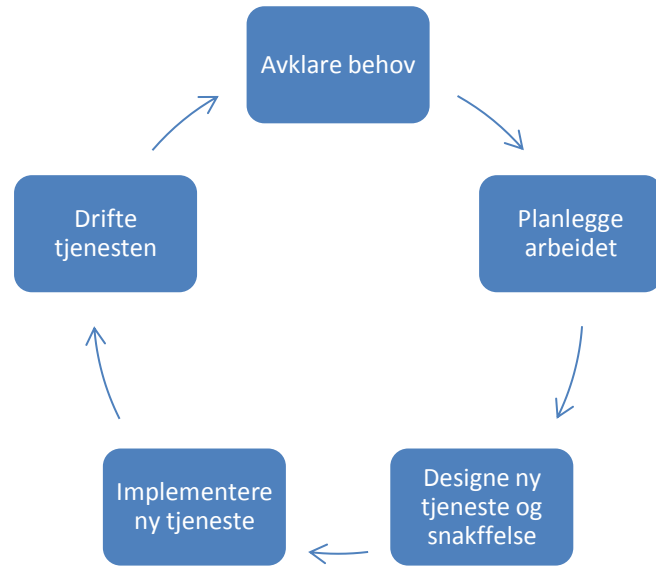 Avklare behov
Planlegge
arbeidet
Designe ny
tjeneste og
snakffelse
Implementere
ny tjeneste
Drifte
tjenesten